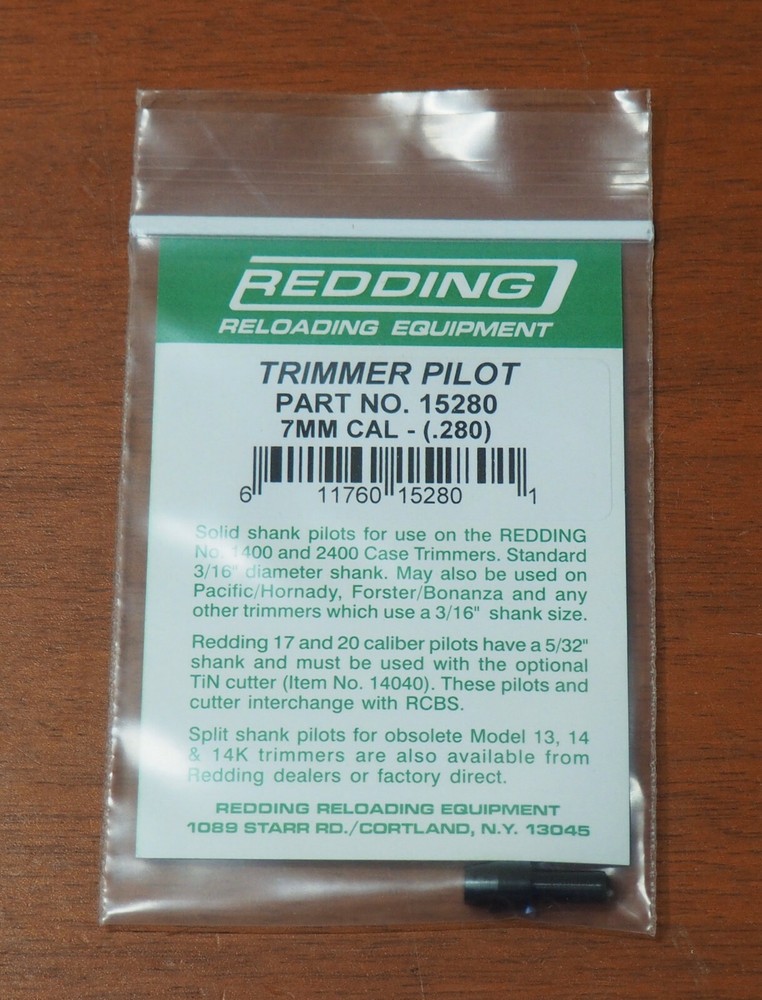 REDDING
RELOADING EQUIPMENT
TRIMMER PILOT
PART NO. 15280
7MM CAL - (.280)
6 11760 15280 1
Solid shank pilots for use on the REDDING
No. 1400 and 2400 Case Trimmers. Standard
3/16" diameter shank. May also be used on
Pacific/Hornady, Forster/Bonanza and any
other trimmers which use a 3/16" shank size.
Redding 17 and 20 caliber pilots have a 5/32"
shank and must be used with the optional
TiN cutter (Item No. 14040). These pilots and
cutter interchange with RCBS.
Split shank pilots for obsolete Model 13, 14
& 14K trimmers are also available from
Redding dealers or factory direct.
REDDING RELOADING EQUIPMENT
1089 STARR RD./CORTLAND, N.Y. 13045